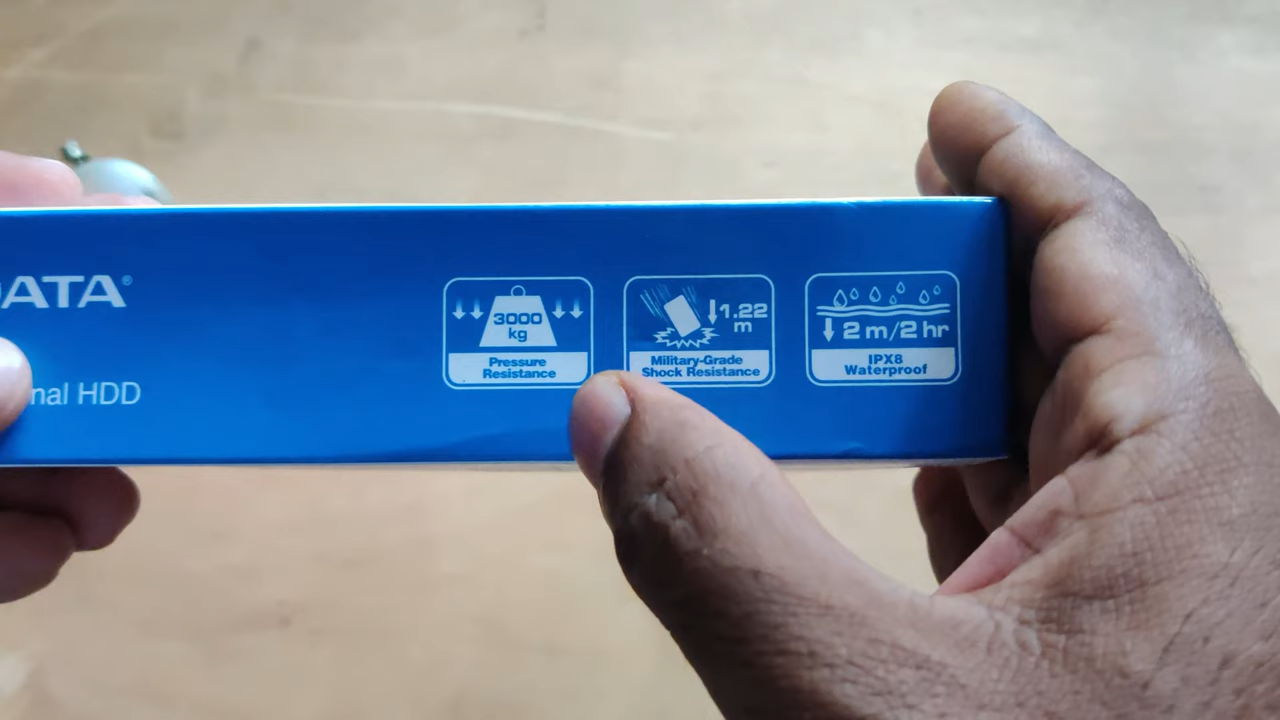 DATA®
nal HDD
3000
kg
Pressure
Resistance
1.22
m
Military-Grade
Shock Resistance
2 m/2 hr
IPX8
Waterproof